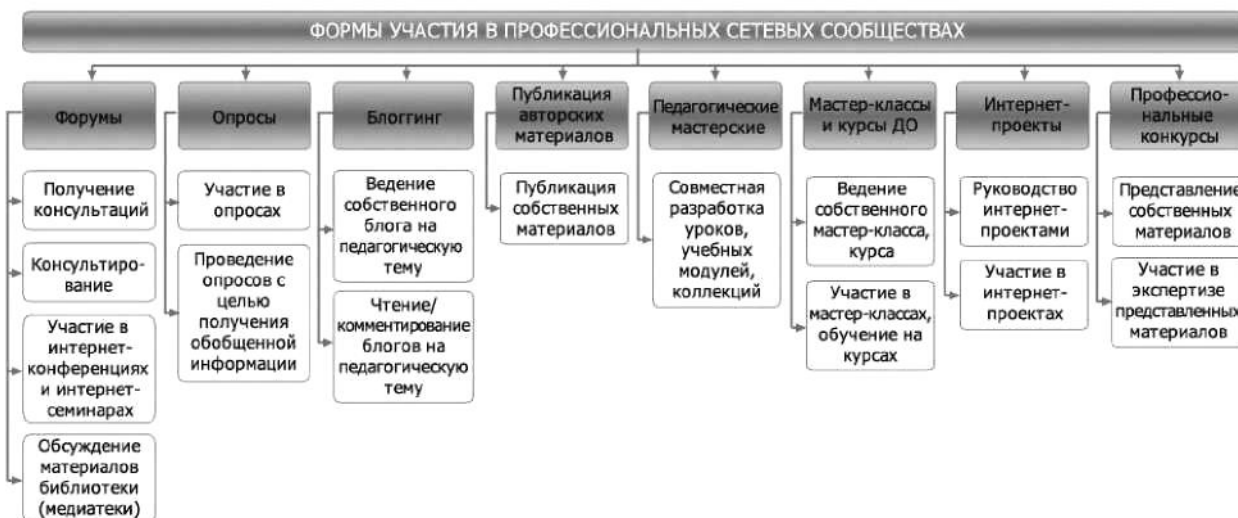 ФОРМЫ УЧАСТИЯ В ПРОФЕССИОНАЛЬНЫХ СЕТЕВЫХ СООБЩЕСТВАХ
Форумы
Получение
консультаций
Консультиро-
вание
Участие в
интернет-
конференциях
и интернет-
семинарах
Обсуждение
материалов
библиотеки
(медиатеки)
Опросы
Участие в
опросах
Проведение
опросов с
целью
получения
обобщенной
информации
Блоггинг
Ведение
собственного
блога на
педагогическую
тему
Чтение/
комментирование
блогов на
педагогическую
тему
Публикация
авторских
материалов
Публикация
собственных
материалов
Педагогические
мастерские
Совместная
разработка
уроков,
учебных
модулей,
коллекций
Мастер-классы
и курсы ДО
Ведение
собственного
мастер-класса,
курса
Участие в
мастер-классах,
обучение на
курсах
Интернет-
проекты
Руководство
интернет-
проектами
Участие в
интернет-
проектах
Профессио-
нальные
конкурсы
Представление
собственных
материалов
Участие в
экспертизе
представленных
материалов